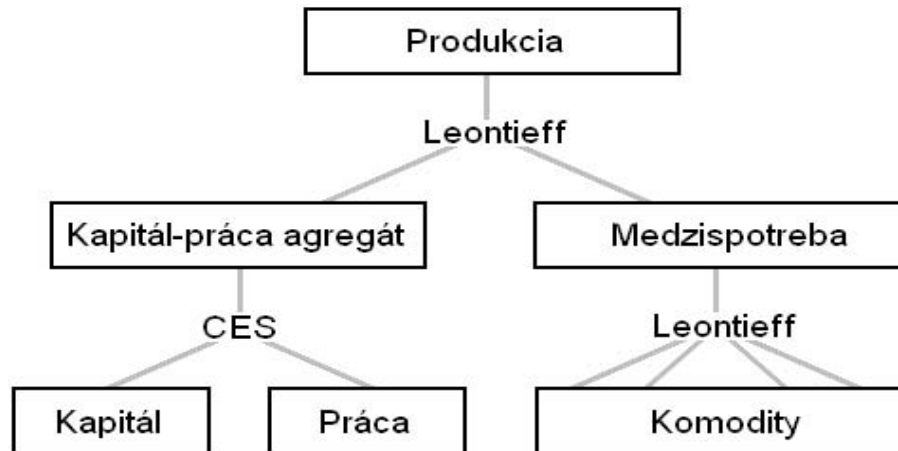 Produkcia
Leontieff
Kapitál-práca agregát
Medzispotreba
CES
Leontieff
Kapitál
Práca
Komodity